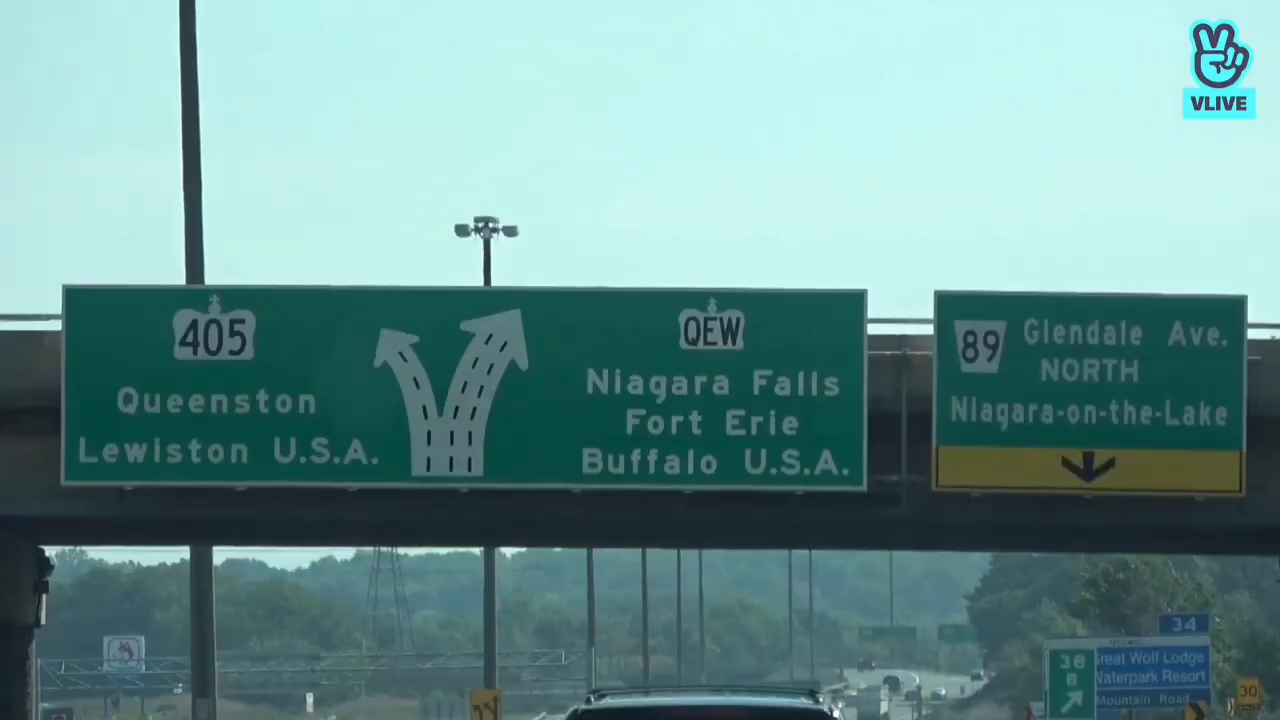 VLIVE
405
Queenston
Lewiston U.S.A.
QEW
Niagara Falls
Fort Erie
Buffalo U.S.A.
89
Glendale Ave.
NORTH
Niagara-on-the-Lake
34
Great Wolf Lodge
Waterpark Resort
Mountain Road
38
B
30